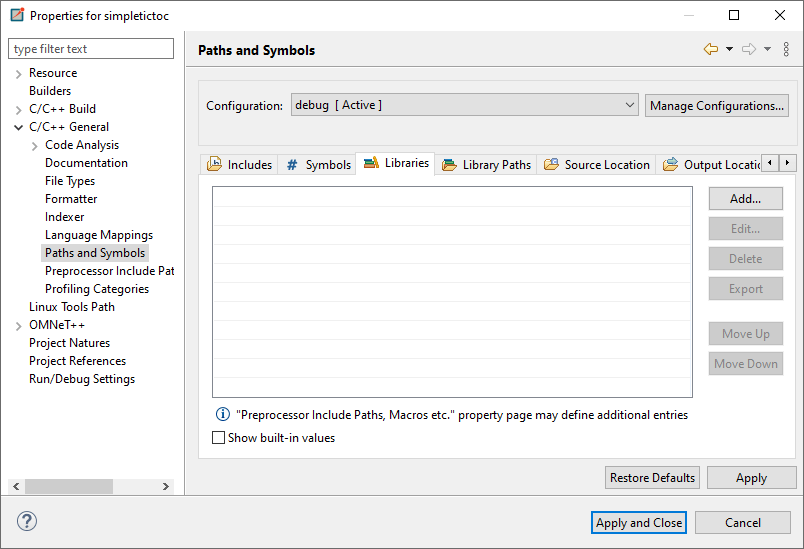 Properties for simpletictoc
type filter text
Resource
Builders
C/C++ Build
C/C++ General
Code Analysis
Documentation
File Types
Formatter
Indexer
Language Mappings
Paths and Symbols
Preprocessor Include Pat
Profiling Categories
Linux Tools Path
OMNeT++
Project Natures
Project References
Run/Debug Settings
Paths and Symbols
Configuration: debug [ Active ] Manage Configurations...
Includes # Symbols Libraries Library Paths Source Location Output Locatio
Add...
Edit...
Delete
Export
Move Up
Move Down
"Preprocessor Include Paths, Macros etc." property page may define additional entries
Show built-in values
Restore Defaults Apply
Apply and Close Cancel